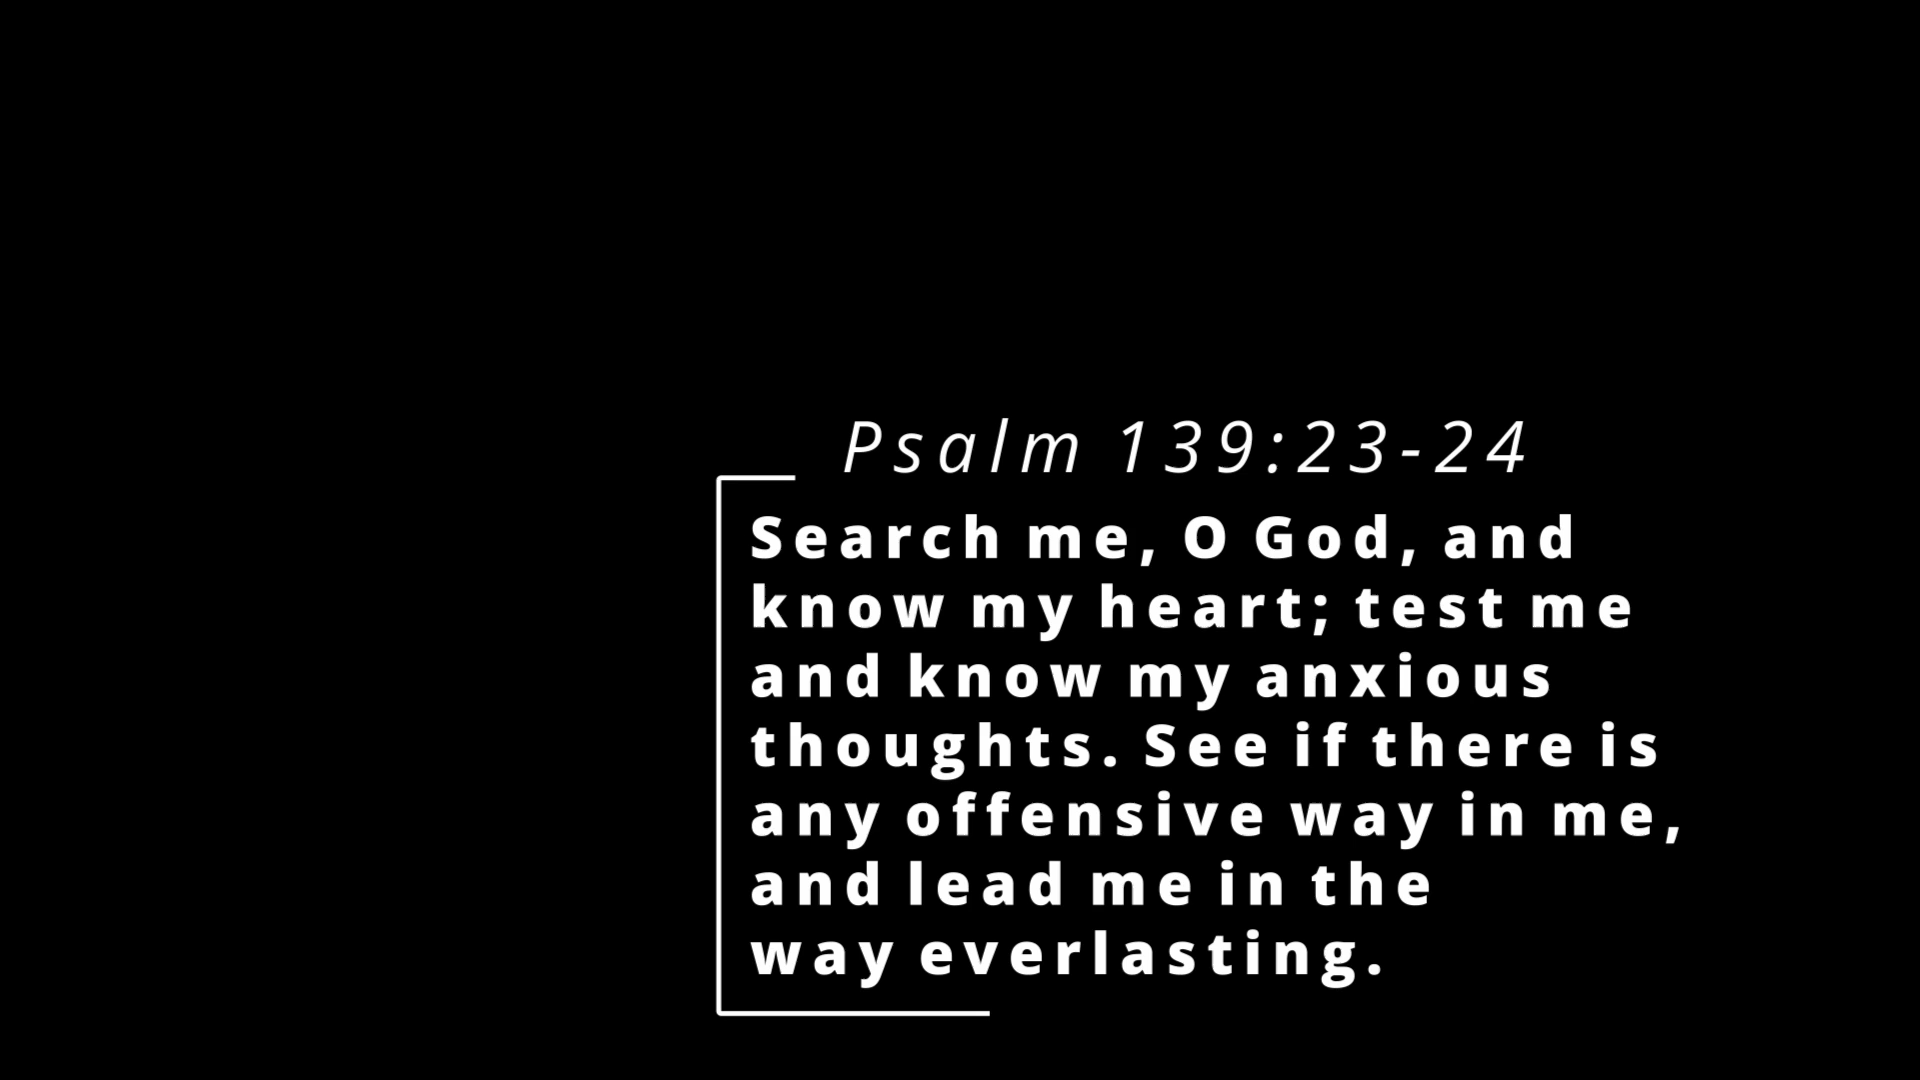 Psalm 139:23-24
Search me, O God, and
know my heart; test me
and know my anxious
thoughts. See if there is
any offensive way in me,
and lead me in the
way everlasting.